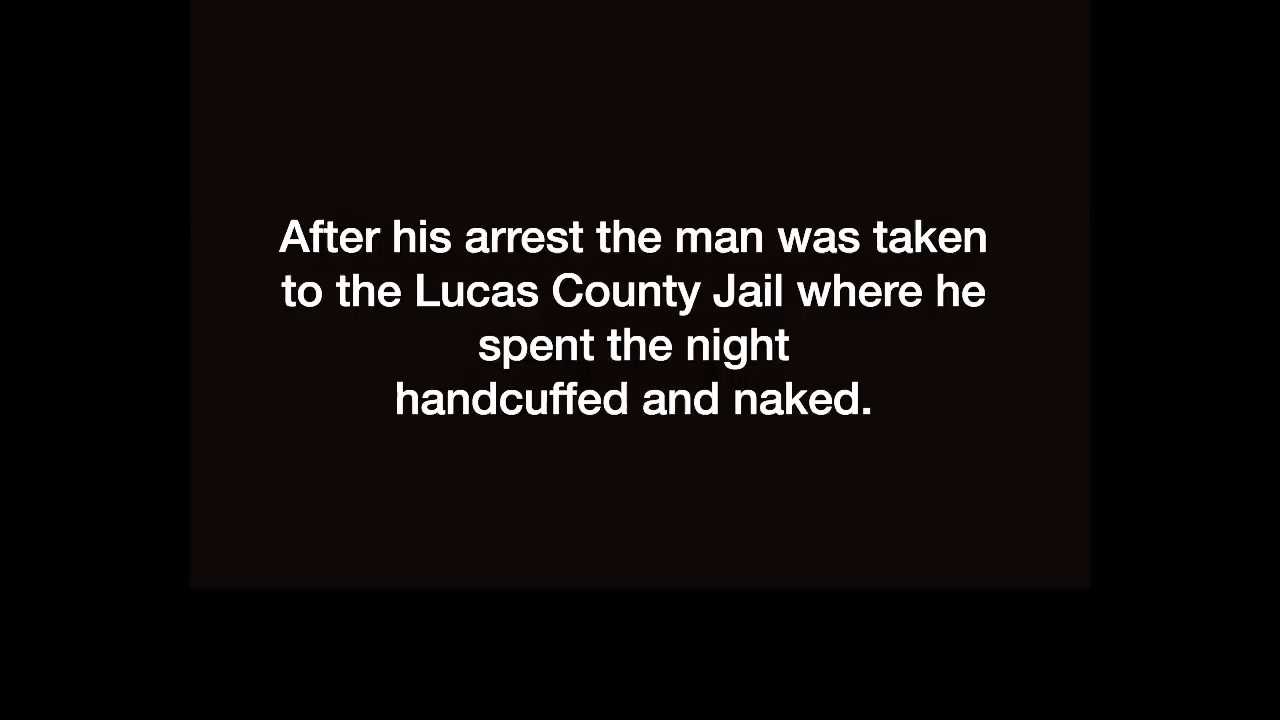 After his arrest the man was taken
to the Lucas County Jail where he
spent the night
handcuffed and naked.